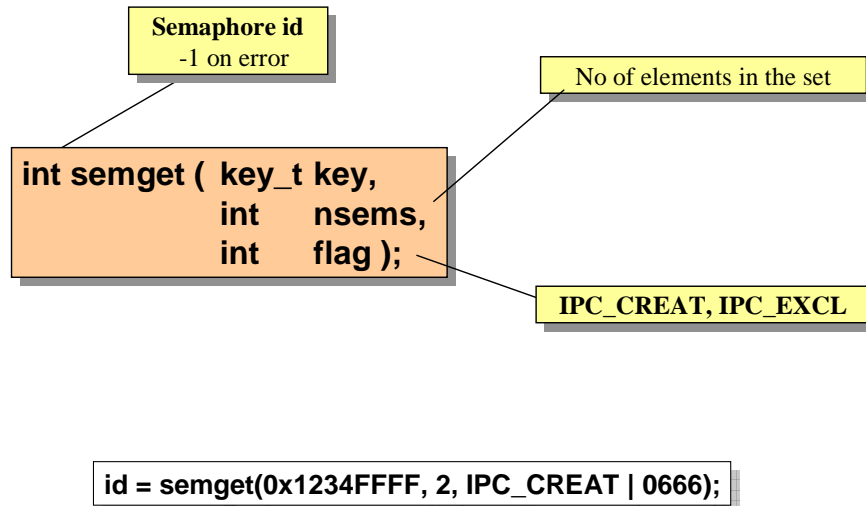 Semaphore id
-1 on error
No of elements in the set
int semget ( key_t key,
int nsems,
int flag );
IPC_CREAT, IPC_EXCL
id = semget(0x1234FFFF, 2, IPC_CREAT | 0666);